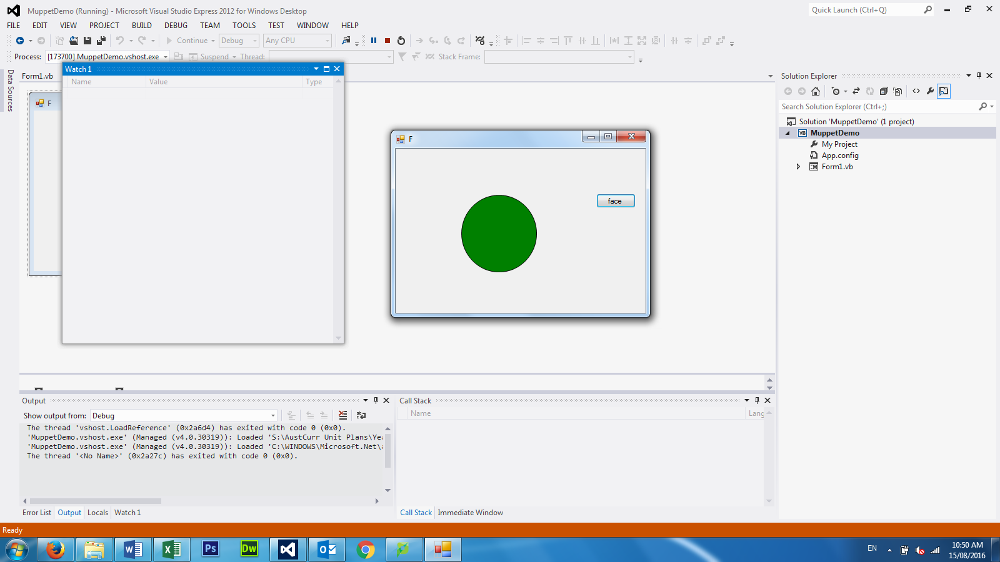 MuppetDemo (Running) - Microsoft Visual Studio Express 2012 for Windows Desktop
Quick Launch (Ctrl+Q)
FILE EDIT VIEW PROJECT BUILD DEBUG TEAM TOOLS TEST WINDOW HELP
Continue Debug Any CPU
Process: [173700] MuppetDemo.vshost.exe Suspend Thread: Stack Frame:
Data Sources
Form1.vb
Watch 1
Name Value Type
F
F
face
Solution Explorer
Search Solution Explorer (Ctrl+;)
Solution 'MuppetDemo' (1 project)
VB MuppetDemo
My Project
App.config
Form1.vb
Output
Show output from: Debug
The thread 'vshost.LoadReference' (0x2a6d4) has exited with code 0 (0x0).
'MuppetDemo.vshost.exe' (Managed (v4.0.30319)): Loaded 'S:\AustCurr Unit Plans\Ye
'MuppetDemo.vshost.exe' (Managed (v4.0.30319)): Loaded 'C:\WINDOWS\Microsoft.Net\
The thread '<No Name>' (0x2a27c) has exited with code 0 (0x0).
Error List Output Locals Watch 1
Call Stack
Name Lang
Call Stack Immediate Window
Ready
Ps Dw
EN
10:50 AM
15/08/2016